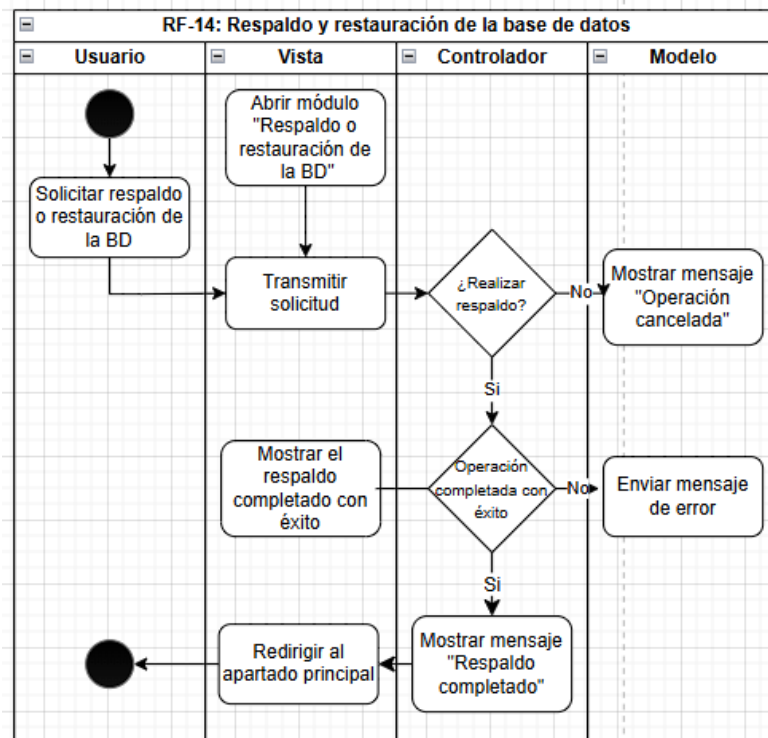 RF-14: Respaldo y restauración de la base de datos
Usuario
Vista
Controlador
Modelo
Abrir módulo
"Respaldo o
restauración de
la BD"
Solicitar respaldo
o restauración de
la BD
Transmitir
solicitud
¿Realizar
respaldo?
No
Mostrar mensaje
"Operación
cancelada"
Si
Mostrar el
respaldo
completado con
éxito
Operación
completada con
éxito
No
Enviar mensaje
de error
Si
Redirigir al
apartado principal
Mostrar mensaje
"Respaldo
completado"